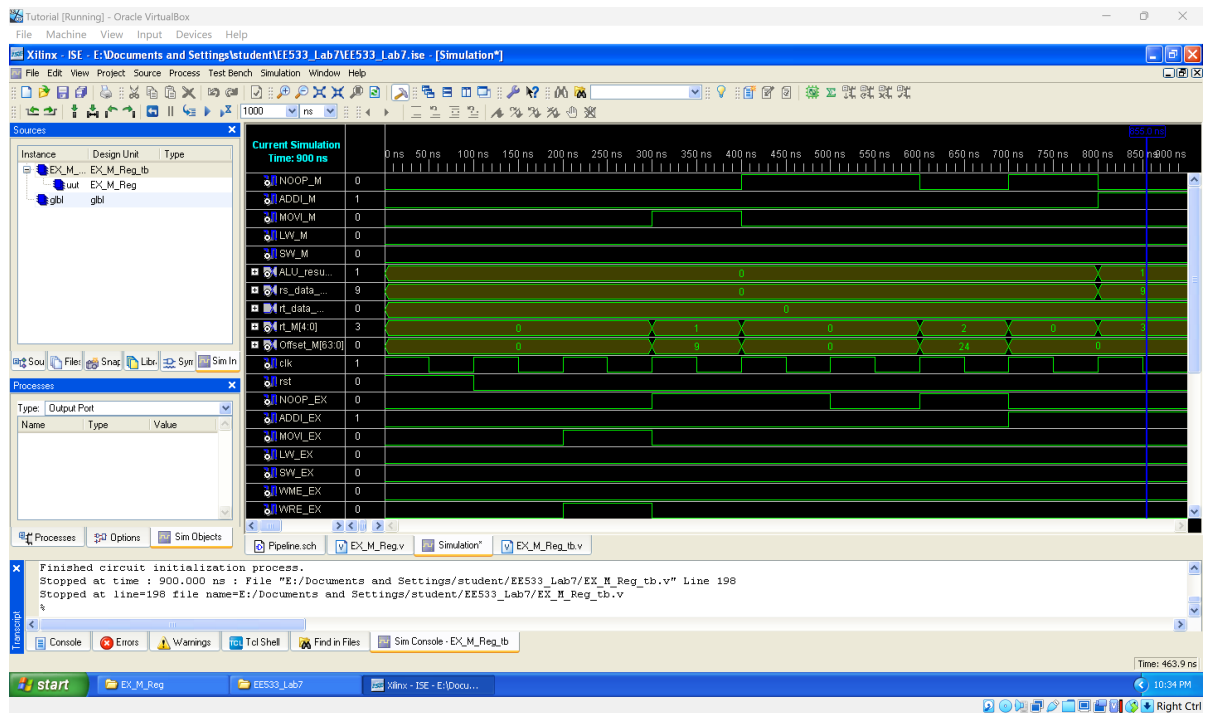 Tutorial [Running] - Oracle VirtualBox
File Machine View Input Devices Help
Xilinx - ISE - E:\Documents and Settings\student\EE533_Lab7\EE533_Lab7.ise - [Simulation*]
File Edit View Project Source Process Test Bench Simulation Window Help
1000 ns
Sources
Instance Design Unit Type
EX_M_... EX_M_Reg_tb
uut EX_M_Reg
glbl glbl
Sou Files Snap Libr. Sym Sim In
Processes
Type: Output Port
Name Type Value
Processes Options Sim Objects
Current Simulation
Time: 900 ns
0 ns 50 ns 100 ns 150 ns 200 ns 250 ns 300 ns 350 ns 400 ns 450 ns 500 ns 550 ns 600 ns 650 ns 700 ns 750 ns 800 ns 850 ns 900 ns
NOOP_M 0
ADDI_M 1
MOVI_M 0
LW_M 0
SW_M 0
ALU_resu... 1 0 1
rs_data_... 9 0 9
rt_data_... 0 0
rt_M[4:0] 3 0 1 0 2 0 3
Offset_M[63:0] 0 0 9 0 24 0
clk 1
rst 0
NOOP_EX 0
ADDI_EX 1
MOVI_EX 0
LW_EX 0
SW_EX 0
WME_EX 0
WRE_EX 0
Pipeline.sch EX_M_Reg.v Simulation* EX_M_Reg_tb.v
Finished circuit initialization process.
Stopped at time : 900.000 ns : File "E:/Documents and Settings/student/EE533_Lab7/EX_M_Reg_tb.v" Line 198
Stopped at line=198 file name=E:/Documents and Settings/student/EE533_Lab7/EX_M_Reg_tb.v
%
Transcript
Console Errors Warnings Tcl Shell Find in Files Sim Console - EX_M_Reg_tb
Time: 463.9 ns
start EX_M_Reg EE533_Lab7 Xilinx - ISE - E:\Docu... 10:34 PM
Right Ctrl